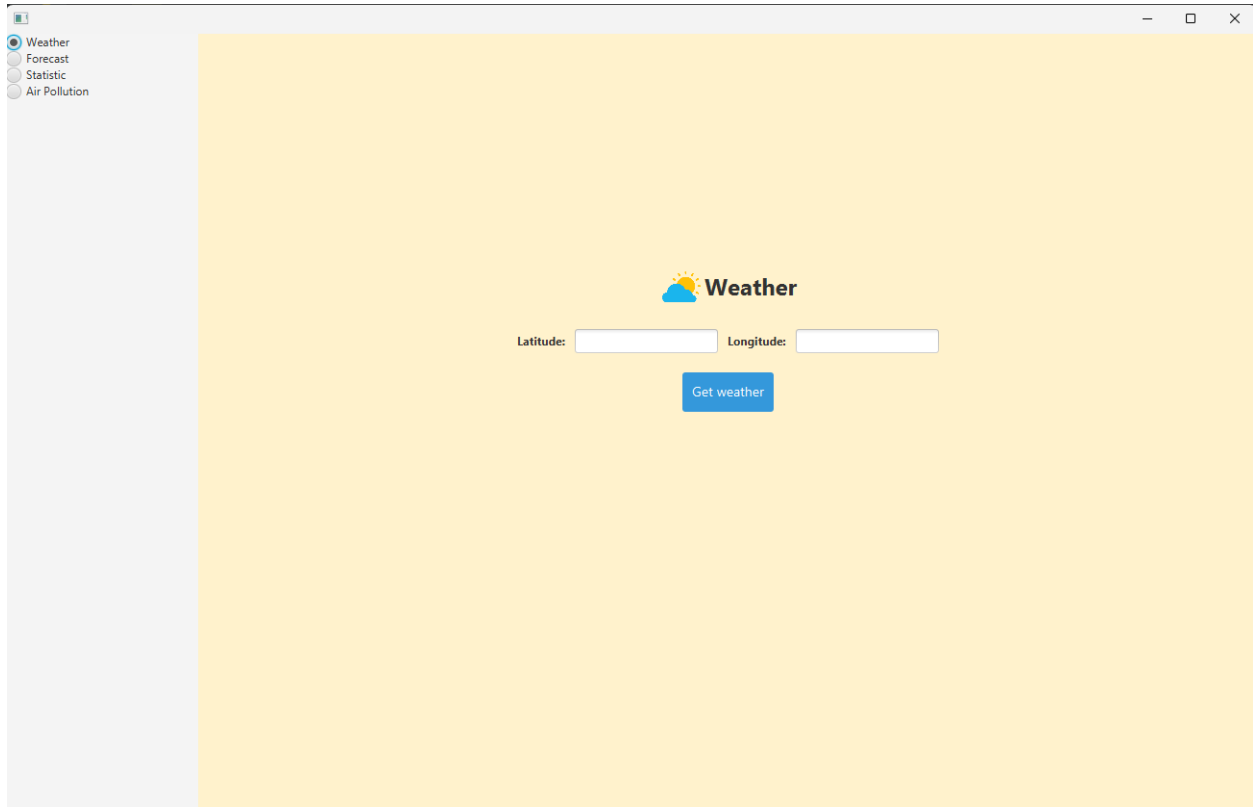 Weather
Forecast
Statistic
Air Pollution
Weather
Latitude: Longitude:
Get weather